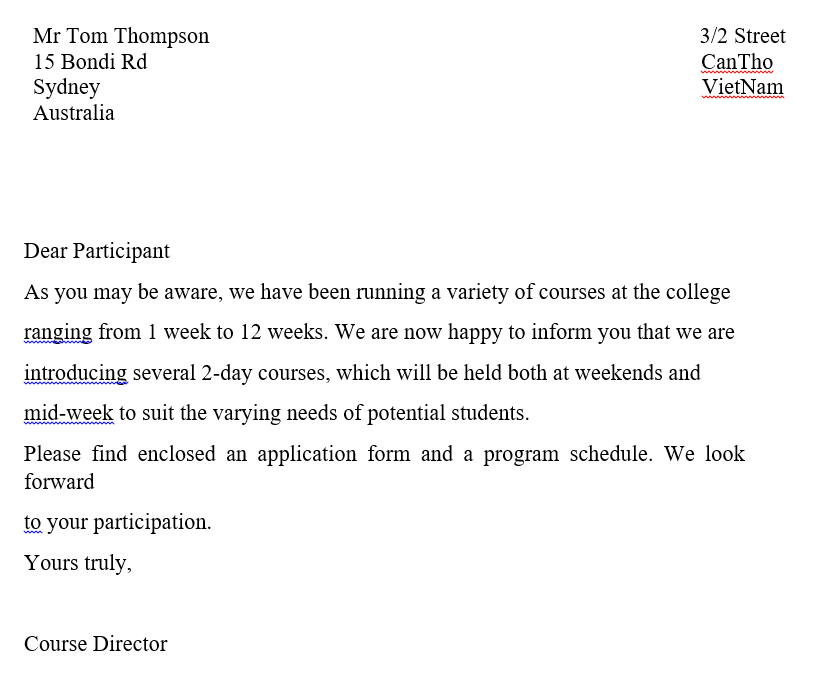 Mr Tom Thompson
15 Bondi Rd
Sydney
Australia
3/2 Street
CanTho
VietNam
Dear Participant
As you may be aware, we have been running a variety of courses at the college
ranging from 1 week to 12 weeks. We are now happy to inform you that we are
introducing several 2-day courses, which will be held both at weekends and
mid-week to suit the varying needs of potential students.
Please find enclosed an application form and a program schedule. We look
forward
to your participation.
Yours truly,
Course Director